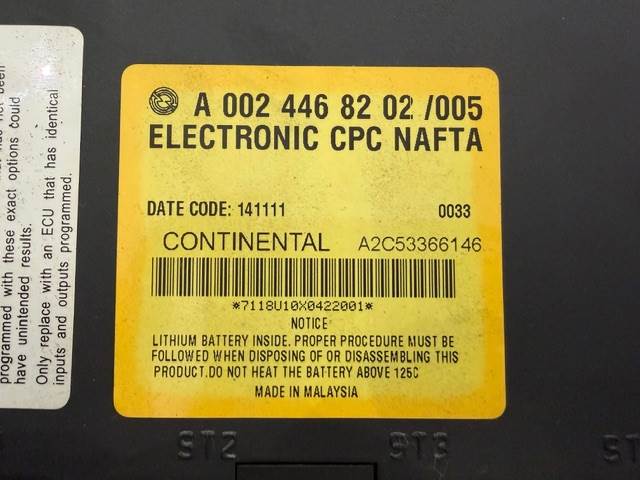 programmed with these exact options could
have unintended results.
Only replace with an ECU that has identical
inputs and outputs programmed.
A 002 446 82 02 /005
ELECTRONIC CPC NAFTA
DATE CODE: 141111 0033
CONTINENTAL A2C53366146
*7118U10X0422001*
NOTICE
LITHIUM BATTERY INSIDE. PROPER PROCEDURE MUST BE
FOLLOWED WHEN DISPOSING OF OR DISASSEMBLING THIS
PRODUCT.DO NOT HEAT THE BATTERY ABOVE 125C
MADE IN MALAYSIA
ST2 ST3 ST